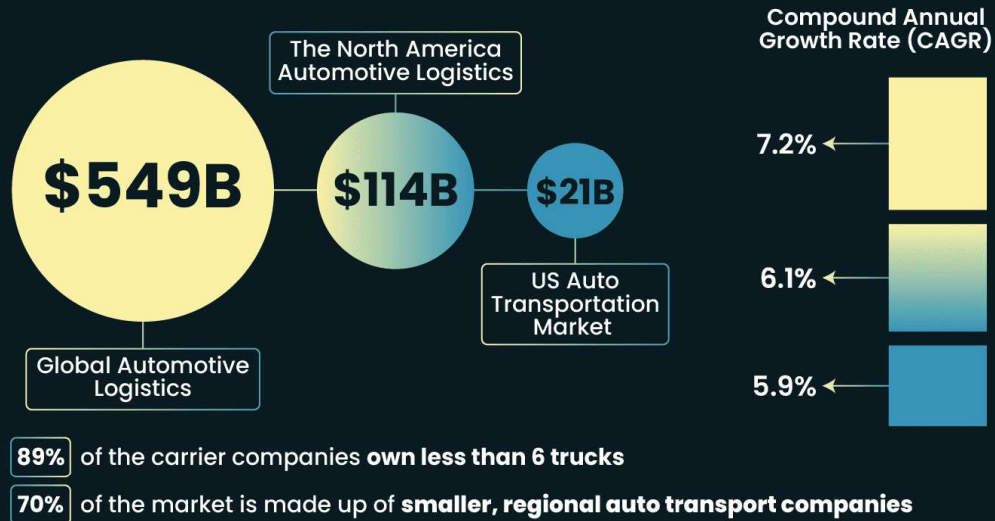 Compound Annual
Growth Rate (CAGR)
The North America
Automotive Logistics
$549B
$114B
$21B
7.2%
6.1%
5.9%
US Auto
Transportation
Market
Global Automotive
Logistics
89% of the carrier companies own less than 6 trucks
70% of the market is made up of smaller, regional auto transport companies